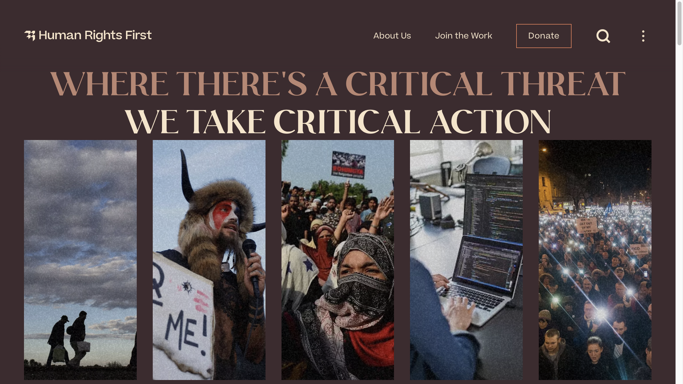 Human Rights First
About Us
Join the Work
Donate
WHERE THERE'S A CRITICAL THREAT
WE TAKE CRITICAL ACTION
R
ME!